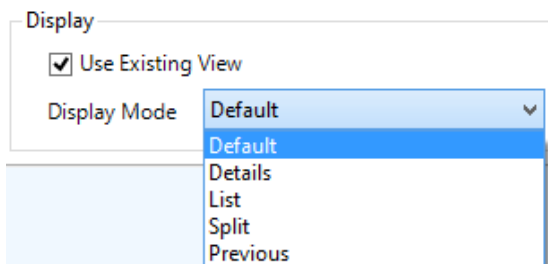 Display
Use Existing View
Display Mode Default
Default
Details
List
Split
Previous